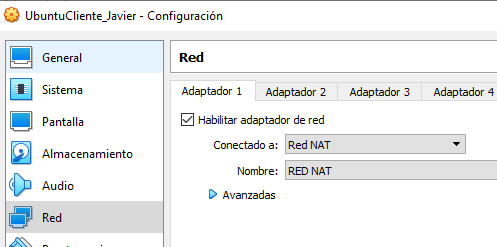 UbuntuCliente_Javier - Configuración
General
Sistema
Pantalla
Almacenamiento
Audio
Red
Red
Adaptador 1 Adaptador 2 Adaptador 3 Adaptador 4
Habilitar adaptador de red
Conectado a: Red NAT
Nombre: RED NAT
Avanzadas